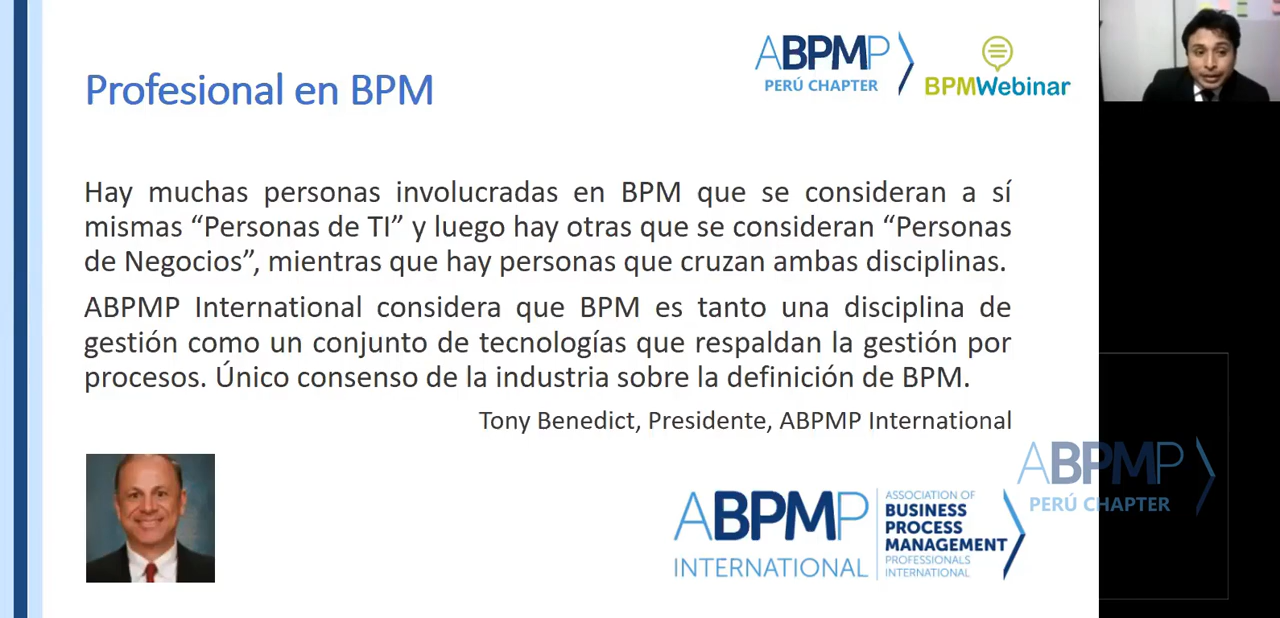 ABPMP
PERÚ CHAPTER
BPMWebinar
Profesional en BPM
Hay muchas personas involucradas en BPM que se consideran a sí
mismas “Personas de TI” y luego hay otras que se consideran “Personas
de Negocios”, mientras que hay personas que cruzan ambas disciplinas.
ABPMP International considera que BPM es tanto una disciplina de
gestión como un conjunto de tecnologías que respaldan la gestión por
procesos. Único consenso de la industria sobre la definición de BPM.
Tony Benedict, Presidente, ABPMP International
ABPMP
INTERNATIONAL
ASSOCIATION OF
BUSINESS
PROCESS
MANAGEMENT
PROFESSIONALS
INTERNATIONAL
ABPMP
PERÚ CHAPTER